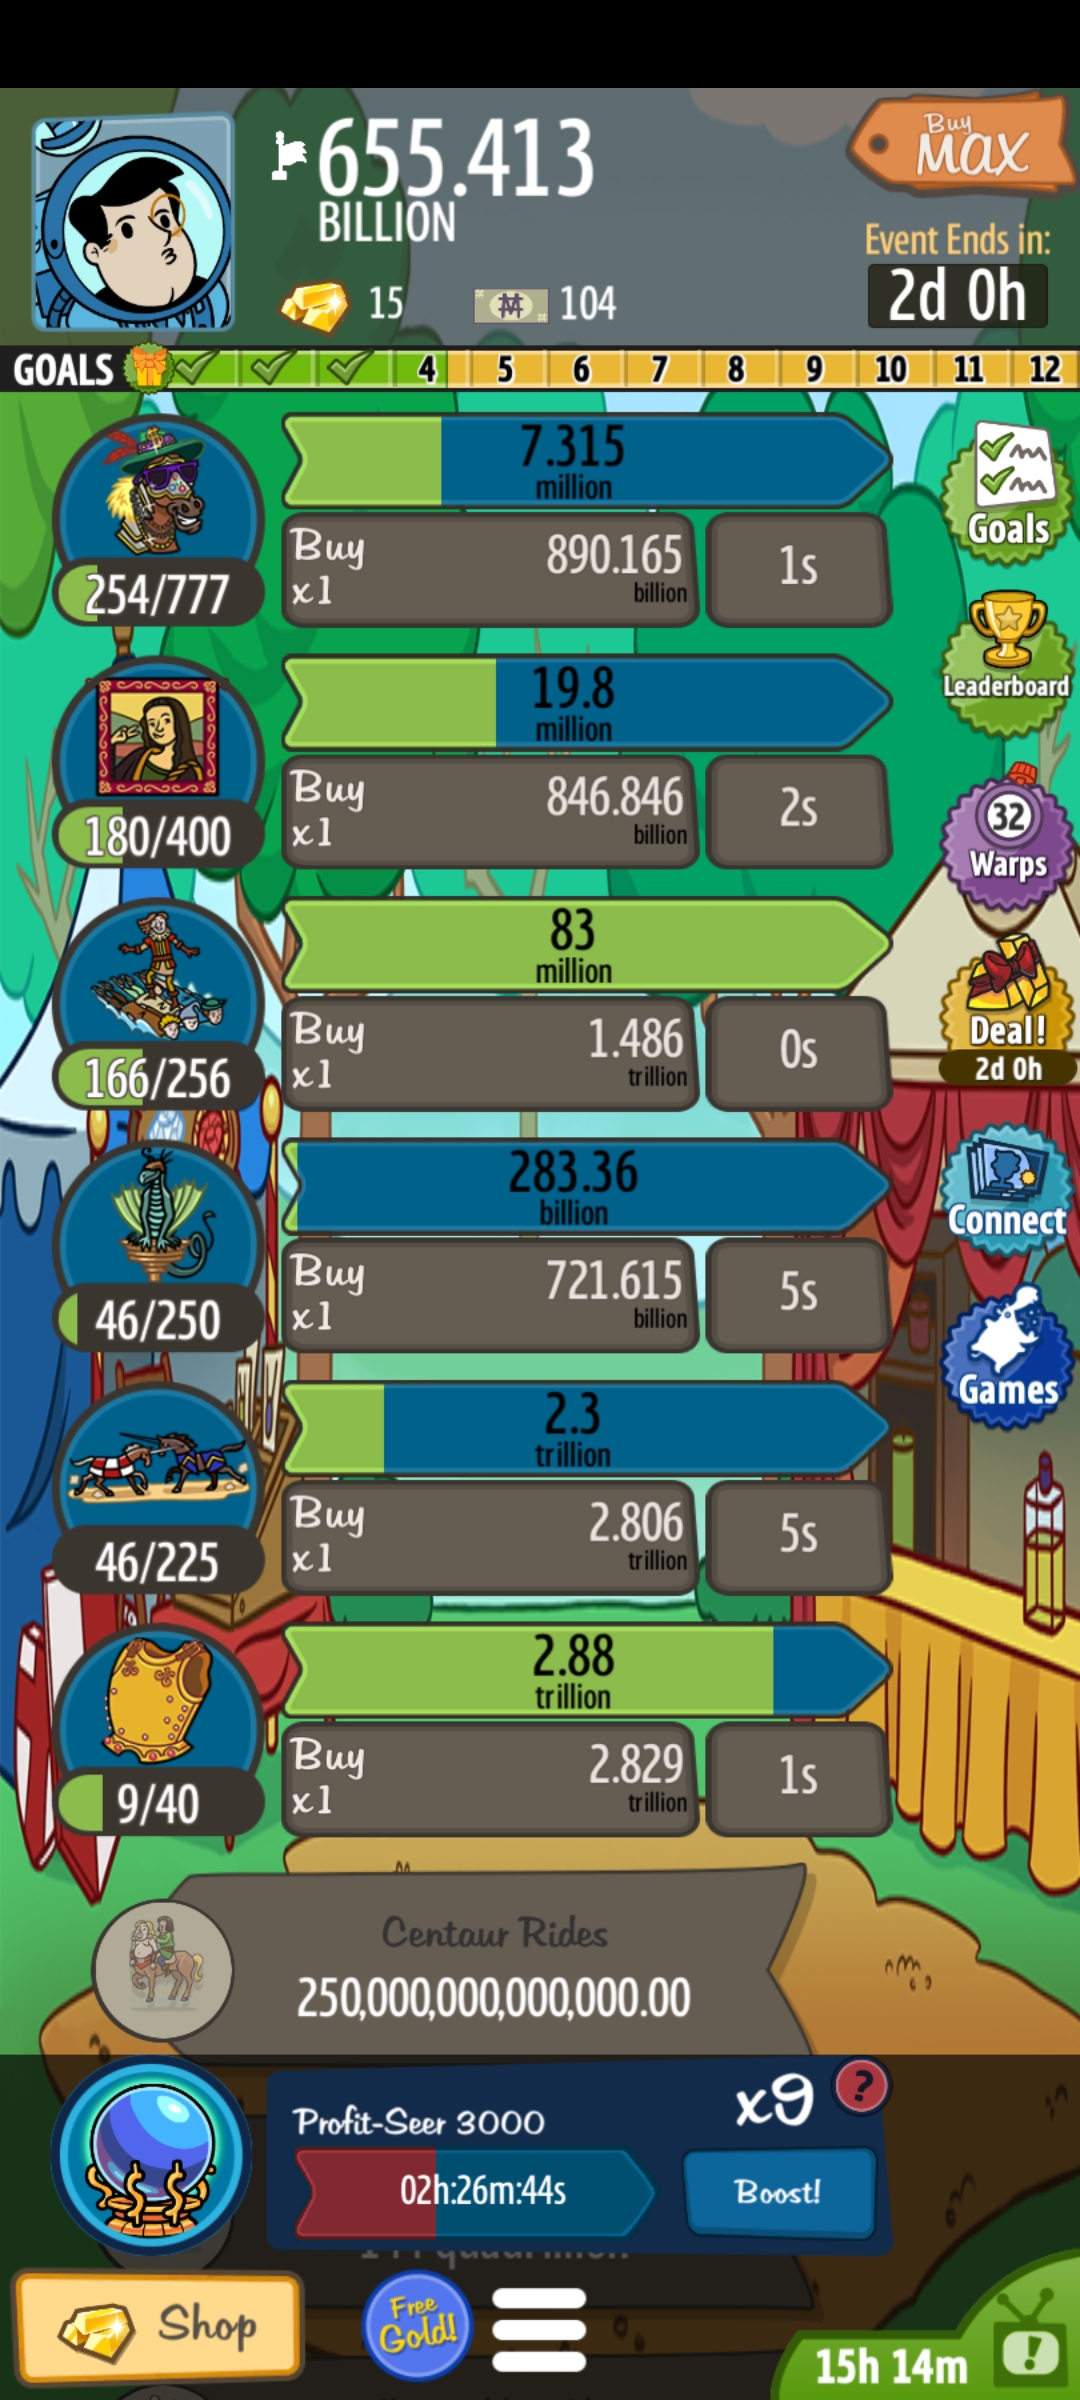 655.413
BILLION
Buy
MAX
15
104
Event Ends in:
2d 0h
GOALS 4 5 6 7 8 9 10 11 12
7.315
million
Buy
x1
890.165
billion
1s
254/777
Goals
19.8
million
Leaderboard
Buy
x1
846.846
billion
2s
180/400
32
Warps
83
million
Buy
x1
1.486
trillion
0s
166/256
Deal!
2d 0h
283.36
billion
Connect
Buy
x1
721.615
billion
5s
46/250
Games
2.3
trillion
Buy
x1
2.806
trillion
5s
46/225
2.88
trillion
Buy
x1
2.829
trillion
1s
9/40
Centaur Rides
250,000,000,000,000.00
Profit-Seer 3000
x9
?
02h:26m:44s
Boost!
Shop
Free
Gold!
15h 14m
!